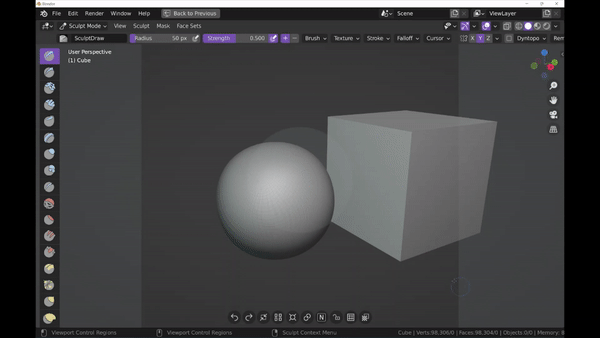 Blender
File Edit Render Window Help Back to Previous Scene ViewLayer
Sculpt Mode View Sculpt Mask Face Sets
SculptDraw Radius 50 px Strength 0.500 Brush Texture Stroke Falloff Cursor X Y Z Dyntopo Rem
User Perspective
(1) Cube
N
Viewport Control Regions Viewport Control Regions Sculpt Context Menu Cube | Verts:98,306/0 | Faces:98,304/0 | Objects:0/0 | Memory: